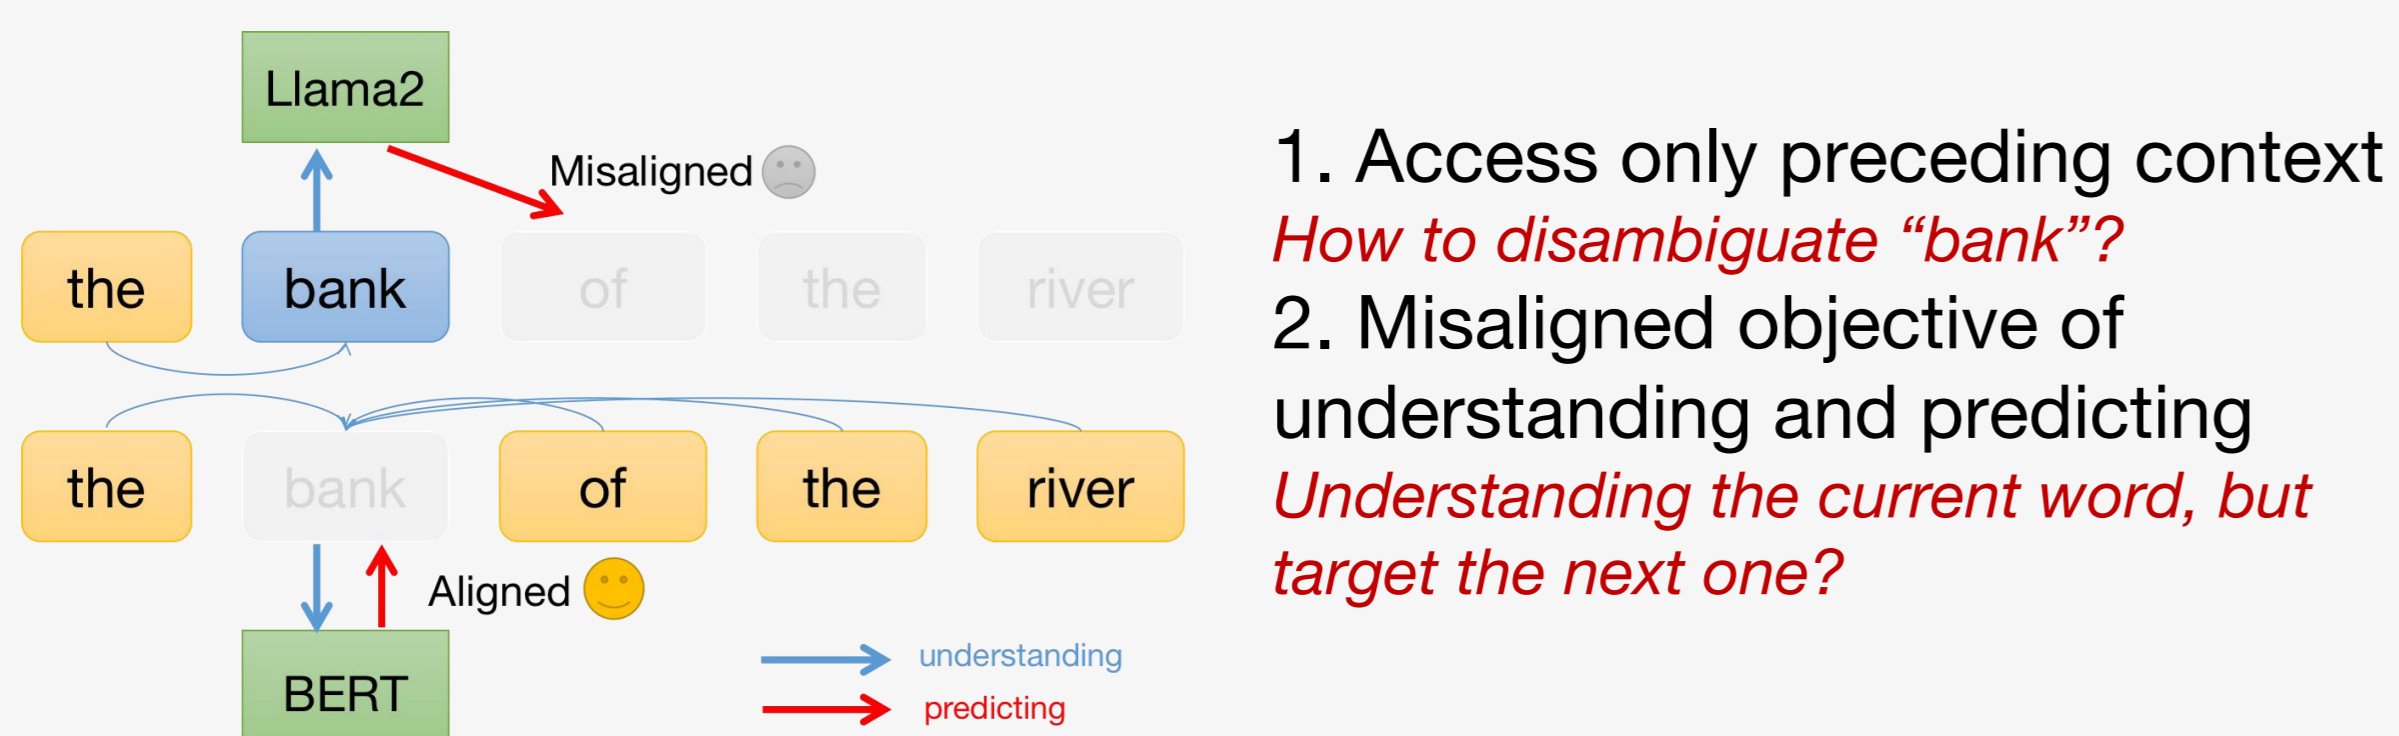 Llama2
Misaligned
the bank of the river
the bank of the river
Aligned
BERT
understanding
predicting
1. Access only preceding context
How to disambiguate “bank”?
2. Misaligned objective of
understanding and predicting
Understanding the current word, but
target the next one?